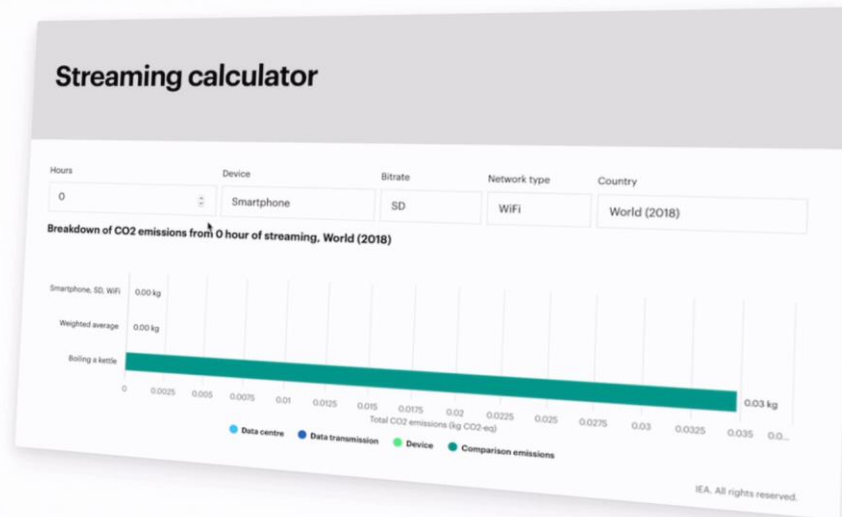 Streaming calculator
Hours Device Bitrate Network type Country
0 Smartphone SD WiFi World (2018)
Breakdown of CO2 emissions from 0 hour of streaming, World (2018)
Smartphone, SD, WiFi 0.00 kg
Weighted average 0.00 kg
Boiling a kettle 0.03 kg
0 0.0025 0.005 0.0075 0.01 0.0125 0.015 0.0175 0.02 0.0225 0.025 0.0275 0.03 0.0325 0.035 0.0...
Total CO2 emissions (kg CO2-eq)
Data centre Data transmission Device Comparison emissions
IEA. All rights reserved.